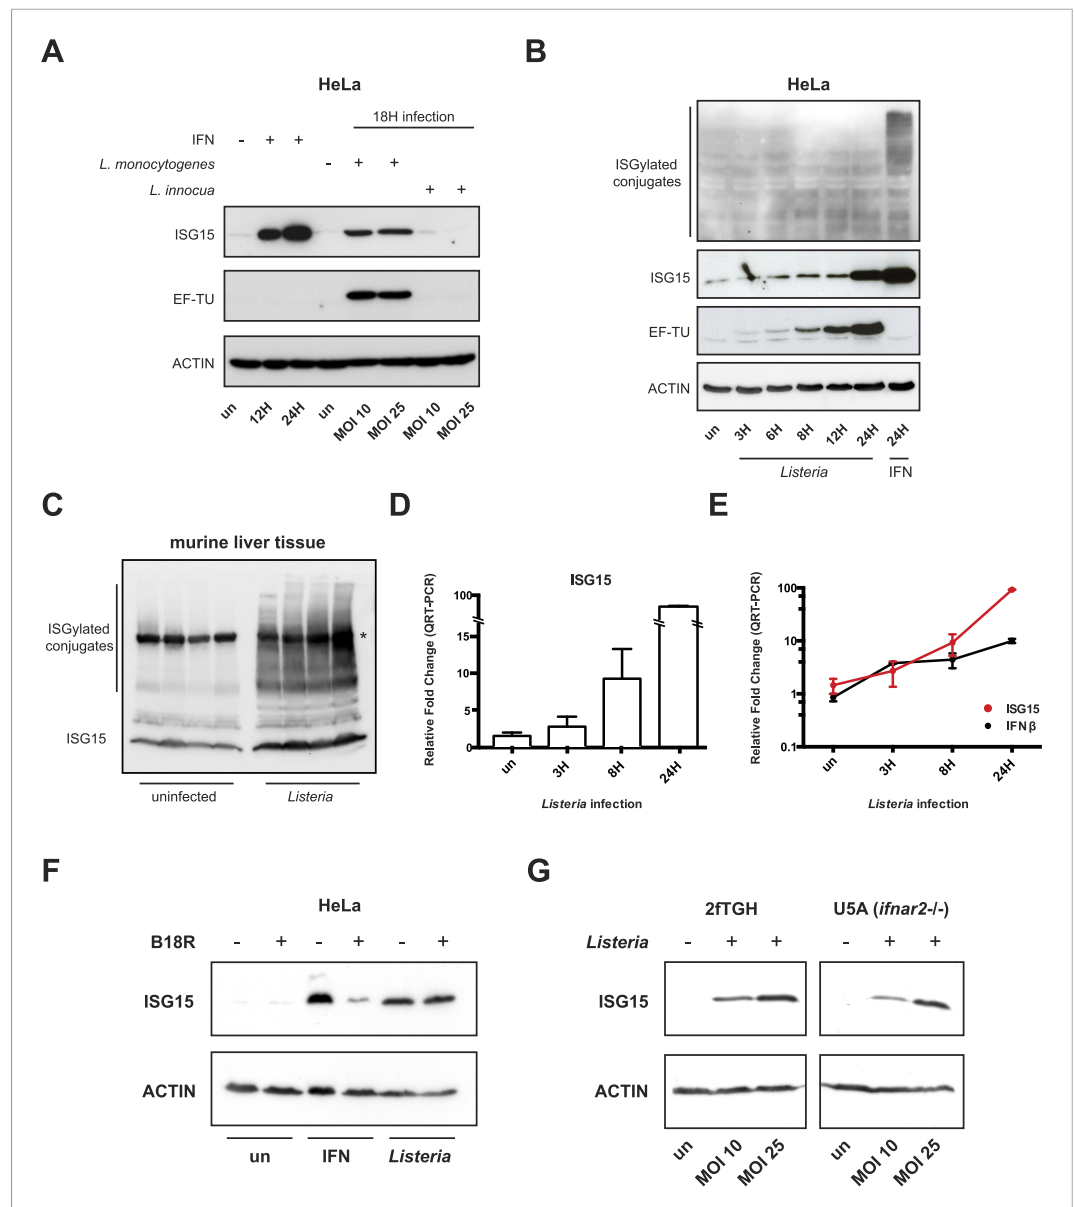 A
HeLa
18H infection
IFN - + +
L. monocytogenes - + +
L. innocua + +
ISG15
EF-TU
ACTIN
un 12H 24H un MOI 10 MOI 25 MOI 10 MOI 25
B
HeLa
ISGylated
conjugates
ISG15
EF-TU
ACTIN
un 3H 6H 8H 12H 24H 24H
Listeria IFN
C
murine liver tissue
ISGylated
conjugates
*
ISG15
uninfected Listeria
D
ISG15
Relative Fold Change (QRT-PCR)
100
15
10
5
0
un 3H 8H 24H
Listeria infection
E
Relative Fold Change (QRT-PCR)
100
10
1
0.1
ISG15
IFNβ
un 3H 8H 24H
Listeria infection
F
HeLa
B18R - + - + - +
ISG15
ACTIN
un IFN Listeria
G
2fTGH U5A (ifnar2-/-)
Listeria - + + - + +
ISG15
ACTIN
un MOI 10 MOI 25 un MOI 10 MOI 25